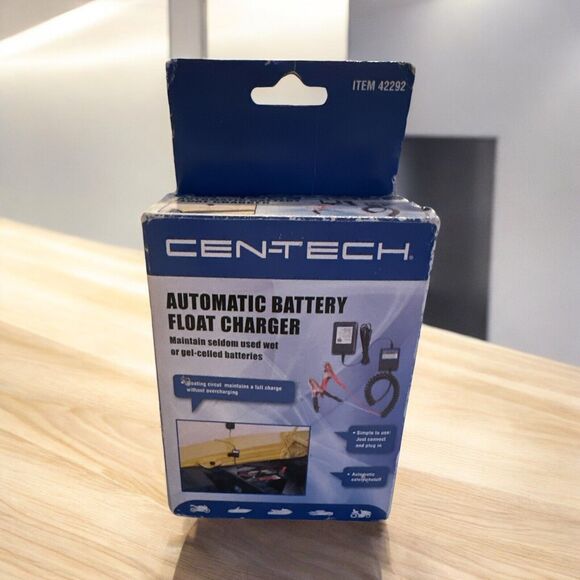 ITEM 42292
CEN-TECH®
AUTOMATIC BATTERY
FLOAT CHARGER
Maintain seldom used wet
or gel-celled batteries
Floating circuit maintains a full charge
without overcharging
• Simple to use:
Just connect
and plug in
• Automatic
safety shutoff